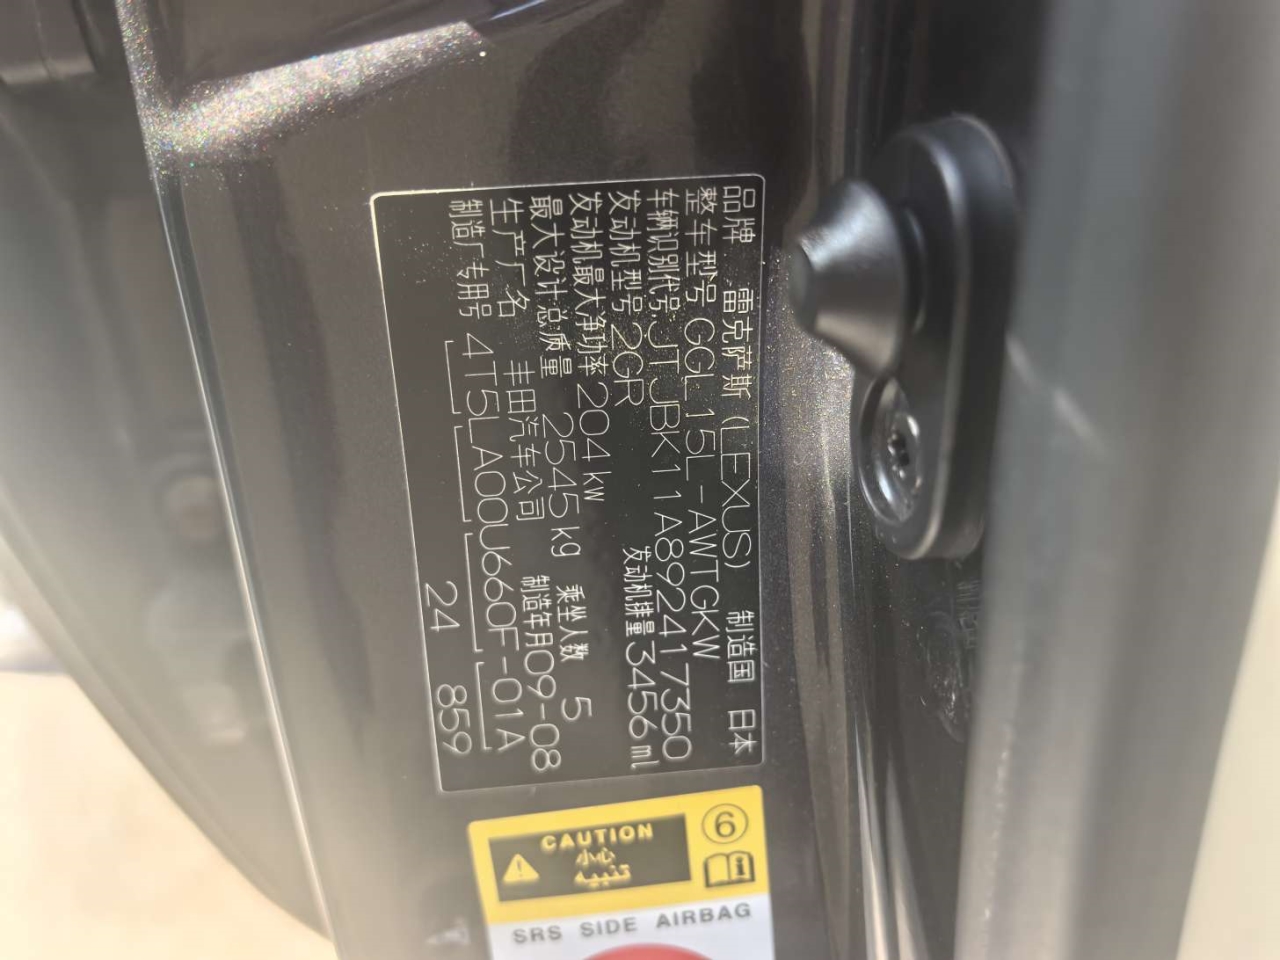 品牌 雷克萨斯 (LEXUS) 制造国 日本
整车型号 GGL15L-AWTGKW
车辆识别代号 JTJBK11A892417350
发动机型号 2GR 发动机排量 3456ml
发动机最大净功率 204kw
最大设计总质量 2545kg 乘坐人数 5
生产厂名 丰田汽车公司 制造年月 09-08
制造厂专用号 4T5LA00U660F-01A
24 859
6
CAUTION
小心
تنبيه
SRS SIDE AIRBAG